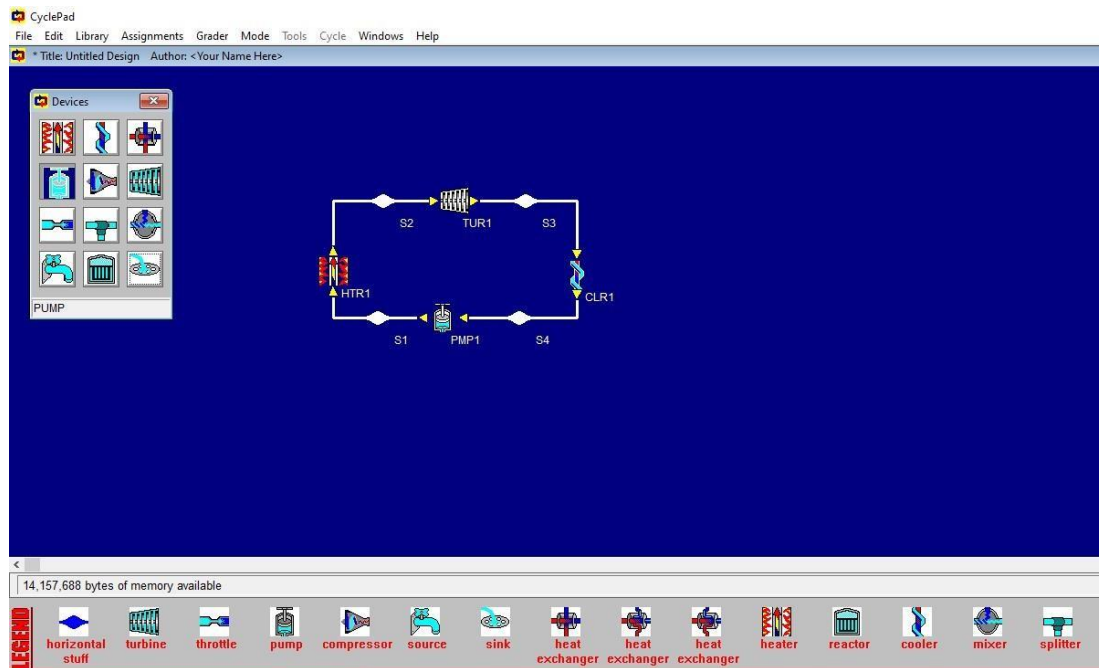 CyclePad
File Edit Library Assignments Grader Mode Tools Cycle Windows Help
* Title: Untitled Design Author: <Your Name Here>
Devices
PUMP
S2 TUR1 S3
HTR1
CLR1
S1 PMP1 S4
14,157,688 bytes of memory available
LEGEND
horizontal stuff
turbine
throttle
pump
compressor
source
sink
heat exchanger
heat exchanger
heat exchanger
heater
reactor
cooler
mixer
splitter